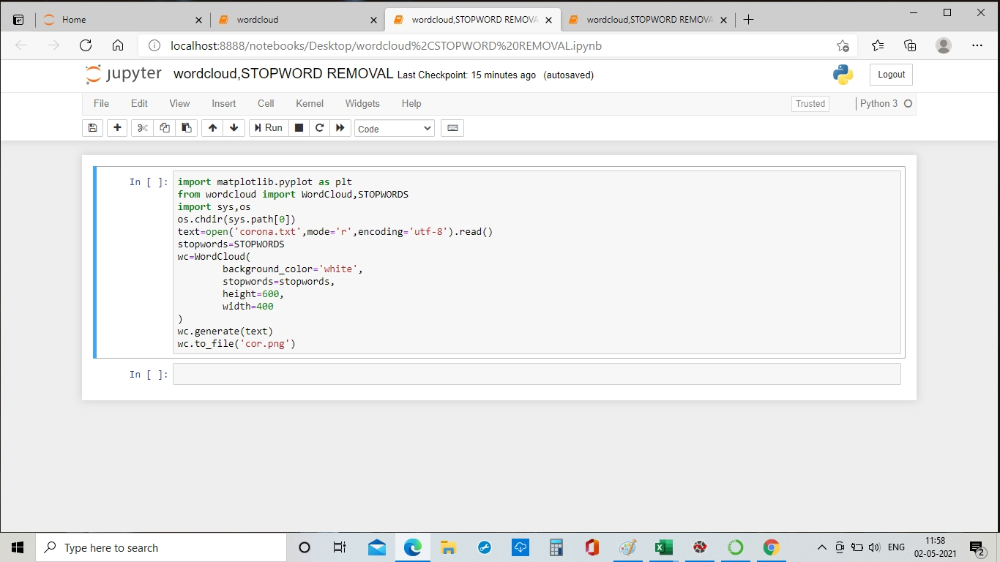 Home
wordcloud
wordcloud,STOPWORD REMOVA
wordcloud,STOPWORD REMOVA
localhost:8888/notebooks/Desktop/wordcloud%2CSTOPWORD%20REMOVAL.ipynb
jupyter wordcloud,STOPWORD REMOVAL Last Checkpoint: 15 minutes ago (autosaved)
Logout
File Edit View Insert Cell Kernel Widgets Help
Trusted
Python 3
Run
Code
In [ ]:
import matplotlib.pyplot as plt
from wordcloud import WordCloud,STOPWORDS
import sys,os
os.chdir(sys.path[0])
text=open('corona.txt',mode='r',encoding='utf-8').read()
stopwords=STOPWORDS
wc=WordCloud(
        background_color='white',
        stopwords=stopwords,
        height=600,
        width=400
)
wc.generate(text)
wc.to_file('cor.png')
In [ ]:
Type here to search
ENG
11:58
02-05-2021
2